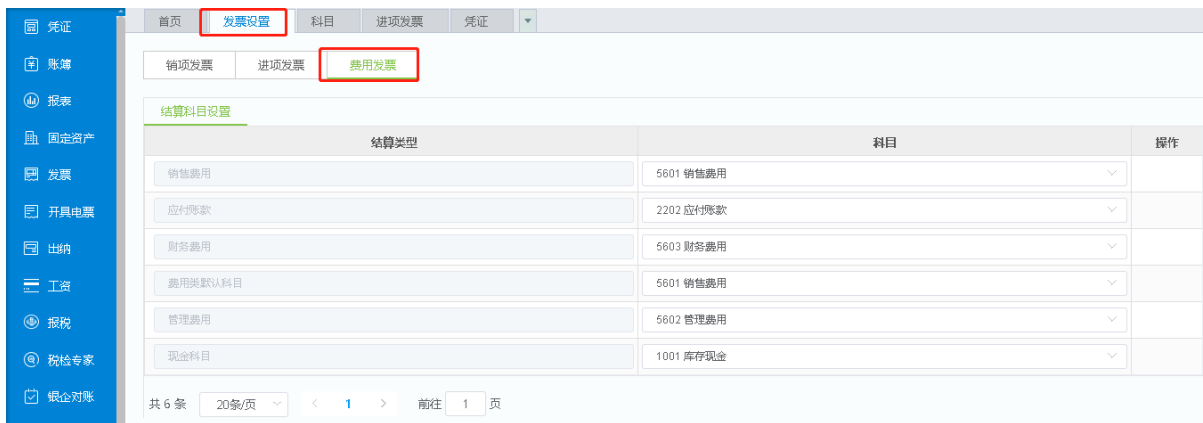 首页 发票设置 科目 进项发票 凭证
凭证
账簿
报表
固定资产
发票
开具电票
出纳
工资
报税
税检专家
银企对账
销项发票 进项发票 费用发票
结算科目设置
结算类型 科目 操作
销售费用 5601 销售费用
应付账款 2202 应付账款
财务费用 5603 财务费用
费用类默认科目 5601 销售费用
管理费用 5602 管理费用
现金科目 1001 库存现金
共 6 条 20条/页 < 1 > 前往 1 页